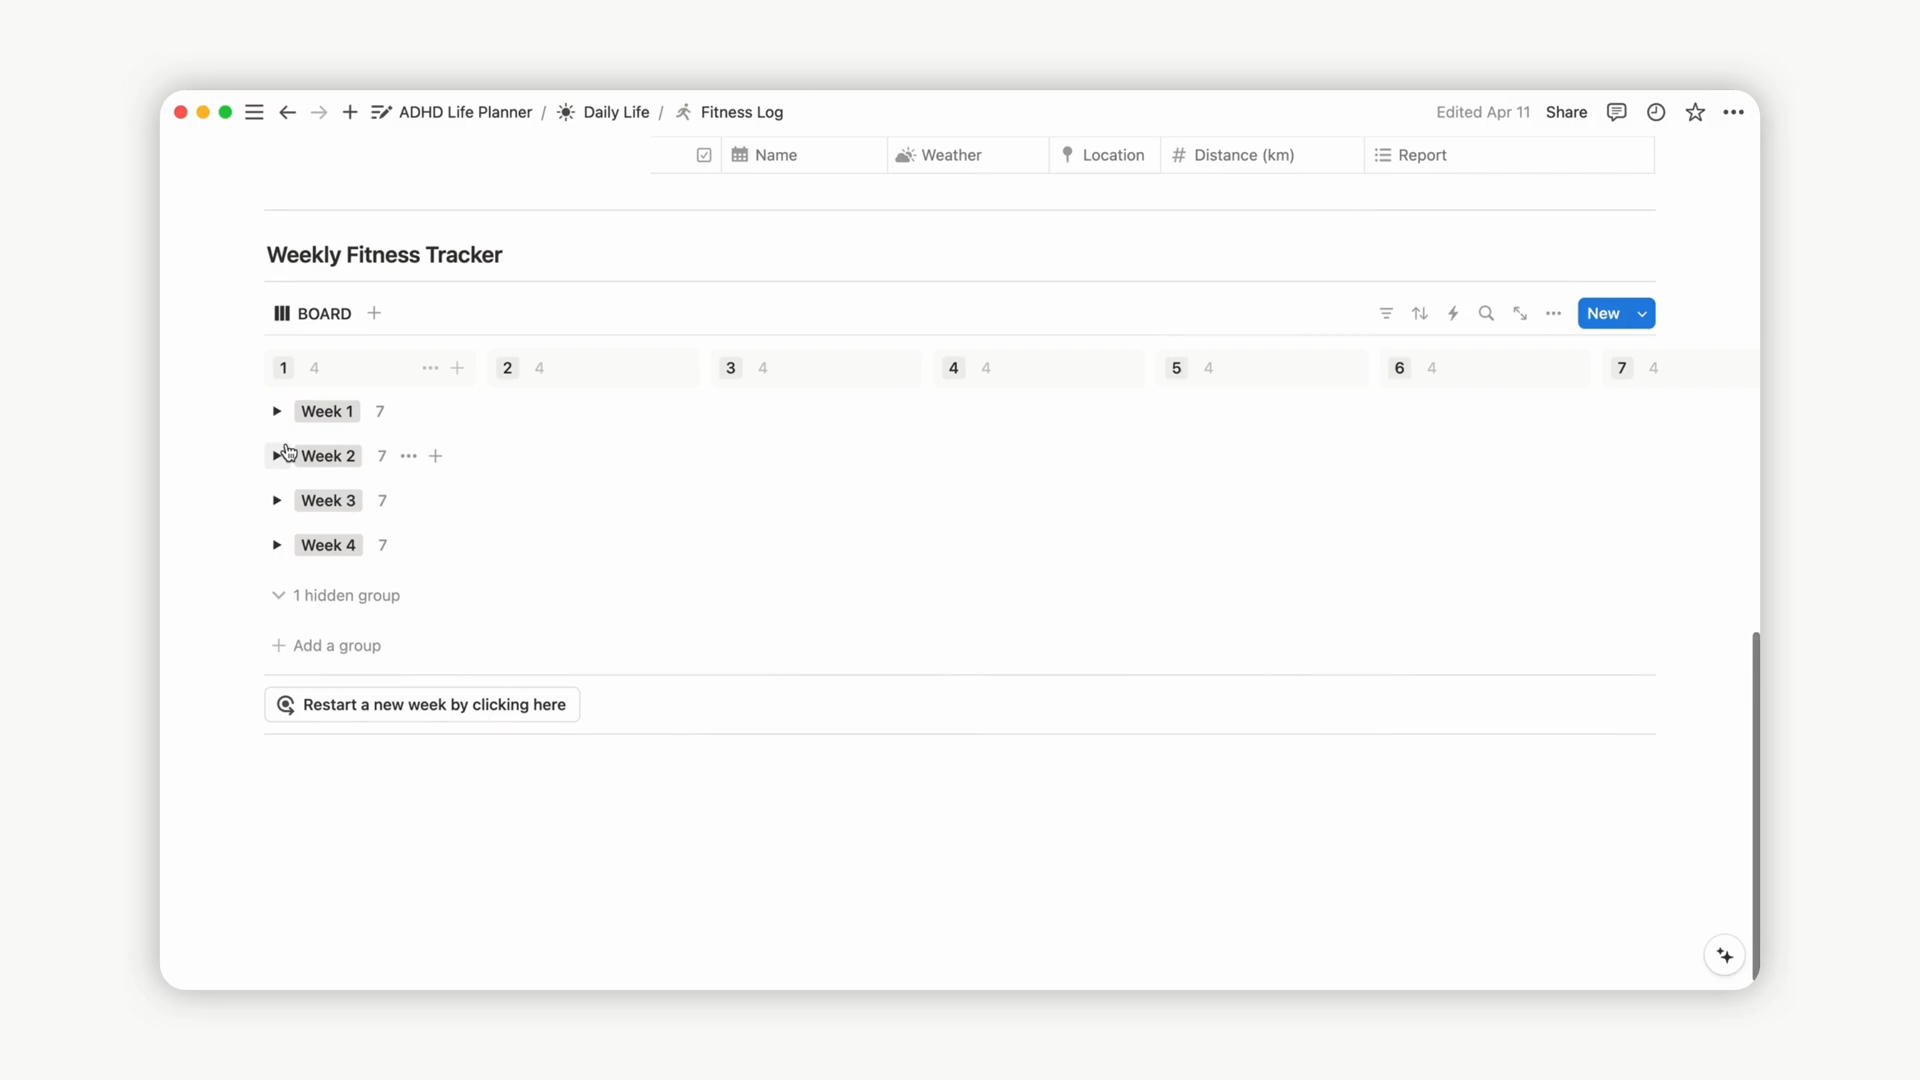 ADHD Life Planner / Daily Life / Fitness Log Edited Apr 11 Share
Name Weather Location # Distance (km) Report
Weekly Fitness Tracker
BOARD New
1 4 2 4 3 4 4 4 5 4 6 4 7 4
Week 1 7
Week 2 7
Week 3 7
Week 4 7
1 hidden group
+ Add a group
Restart a new week by clicking here